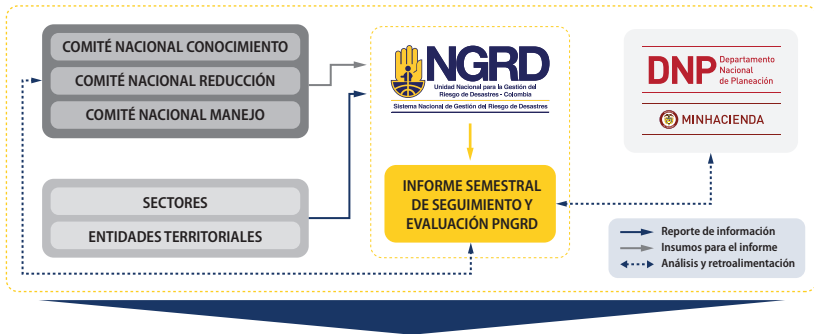 COMITÉ NACIONAL CONOCIMIENTO
COMITÉ NACIONAL REDUCCIÓN
COMITÉ NACIONAL MANEJO
SECTORES
ENTIDADES TERRITORIALES
NGRD
Unidad Nacional para la Gestión del
Riesgo de Desastres - Colombia
Sistema Nacional de Gestión del Riesgo de Desastres
INFORME SEMESTRAL
DE SEGUIMIENTO Y
EVALUACIÓN PNGRD
DNP Departamento
Nacional
de Planeación
MINHACIENDA
Reporte de información
Insumos para el informe
Análisis y retroalimentación